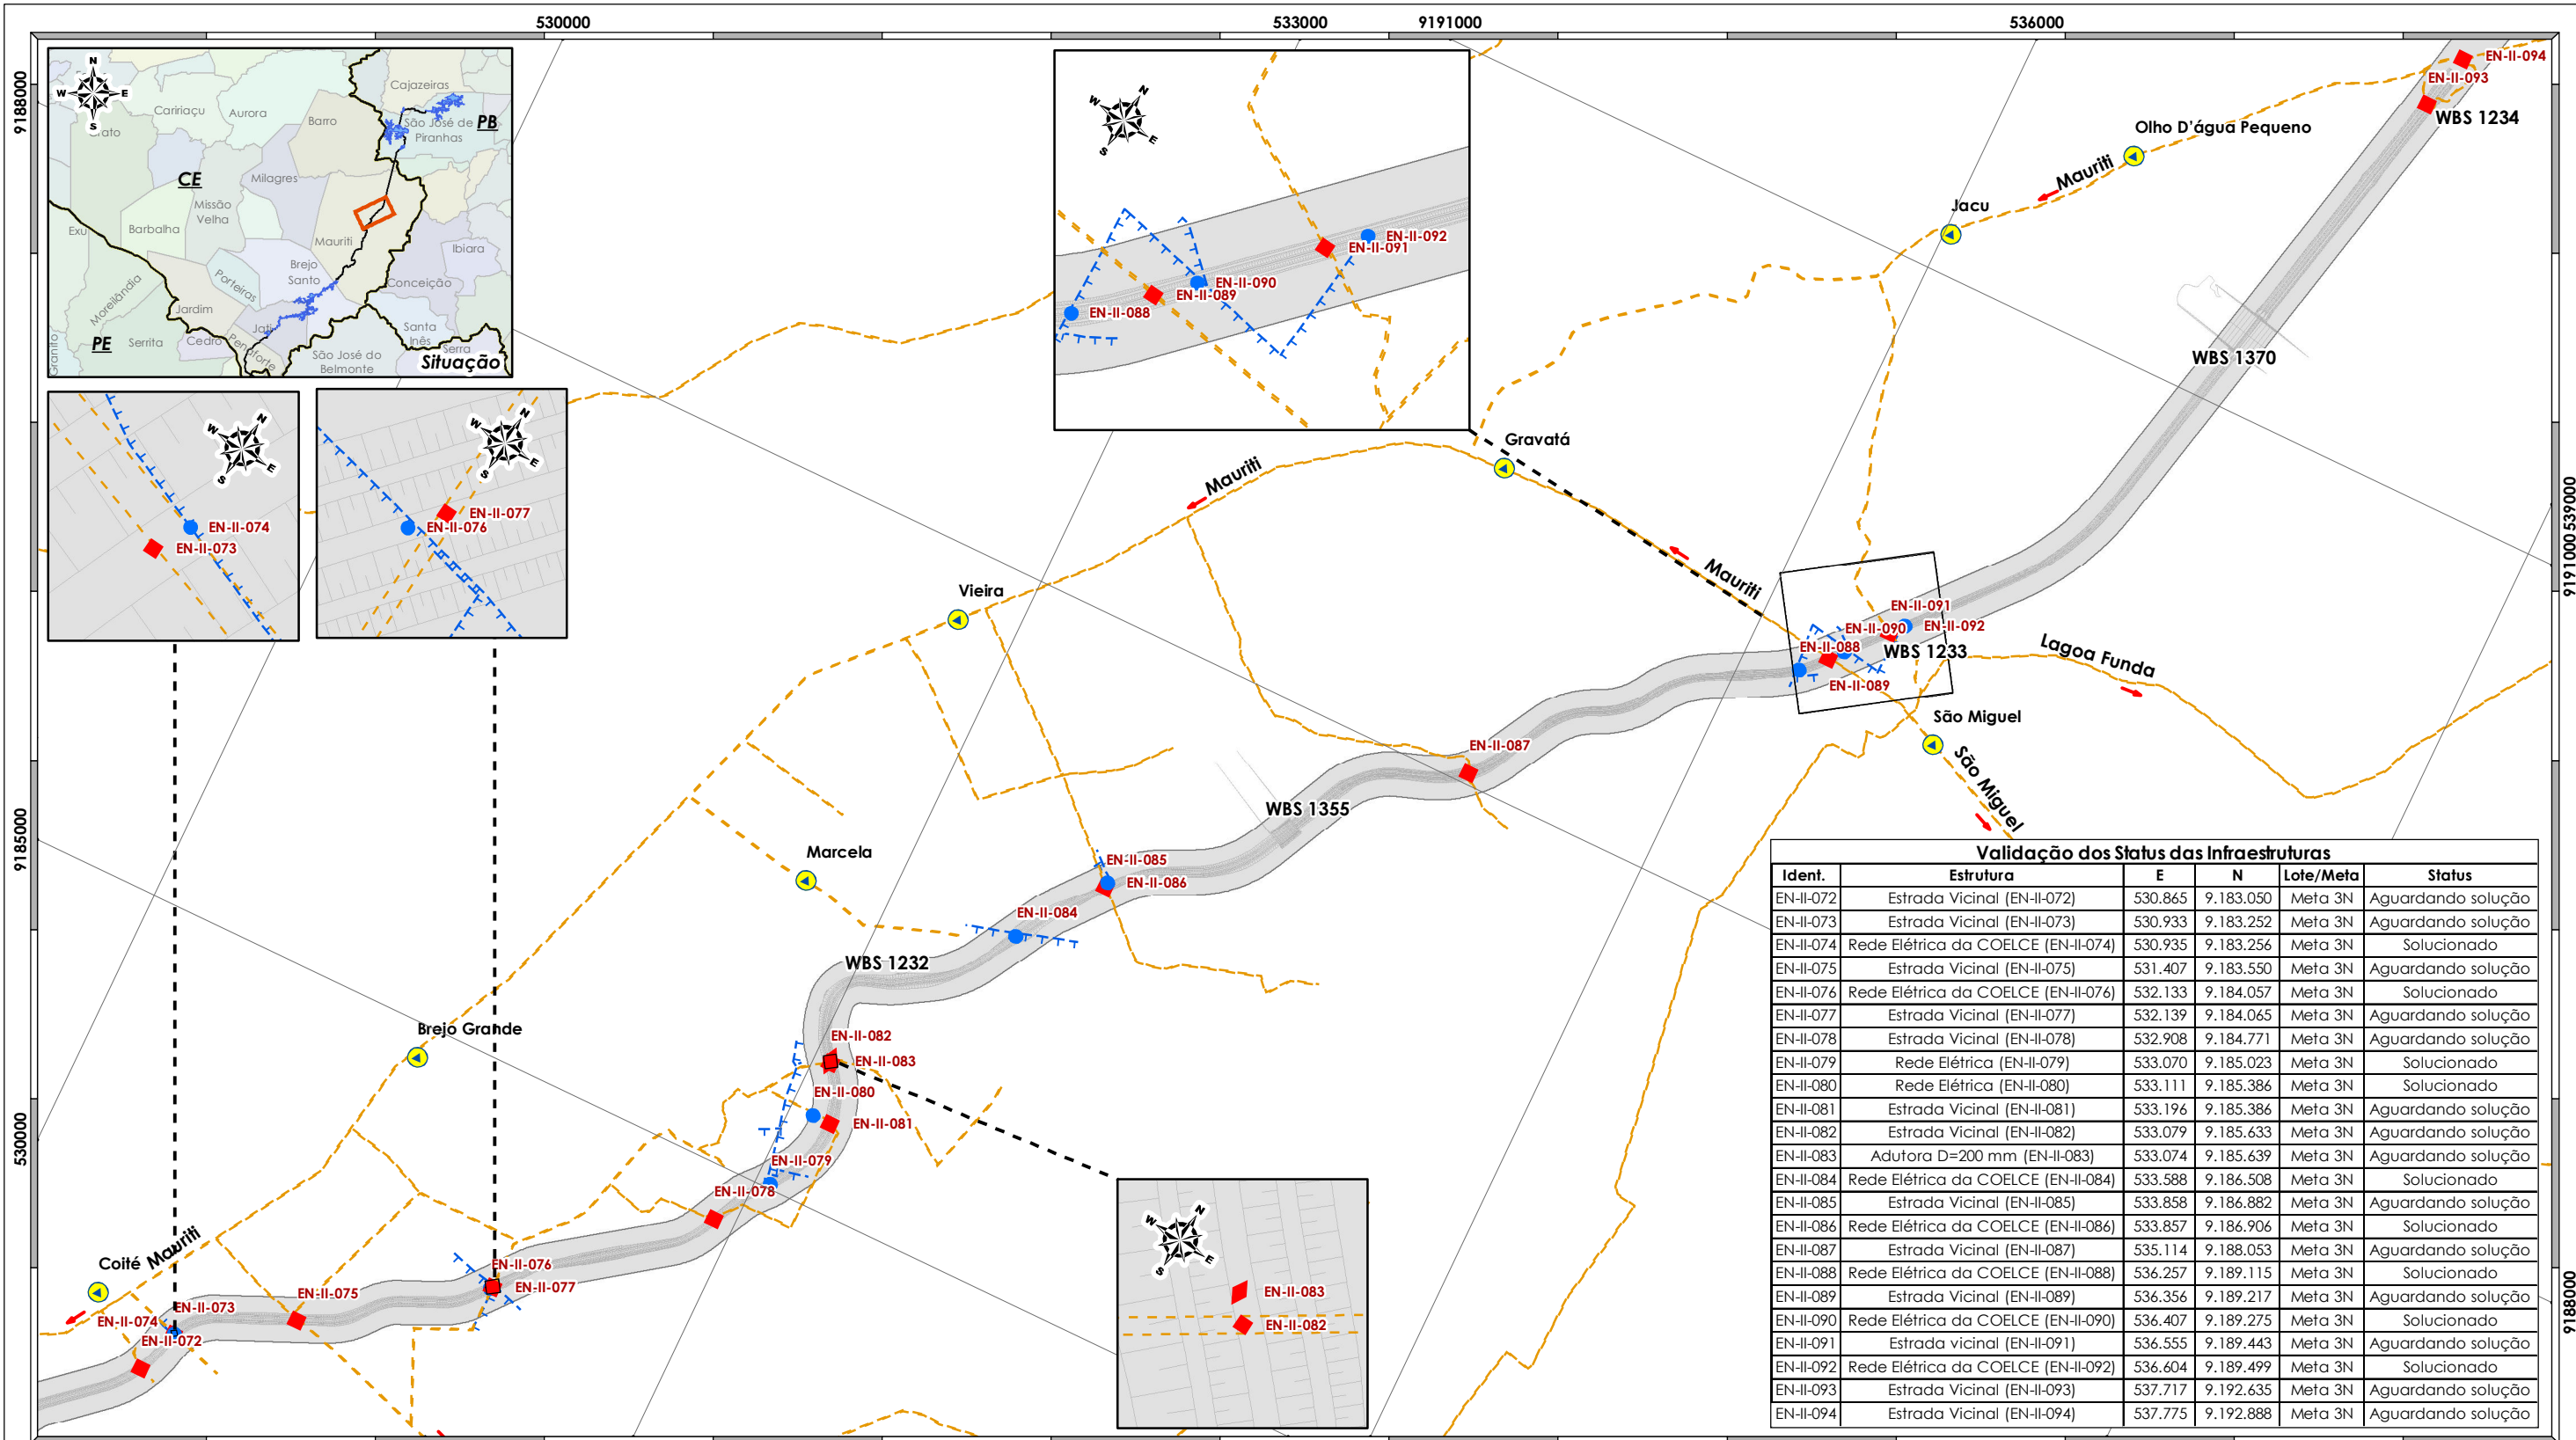 530000
533000
9191000
536000
9188000
9185000
530000
539000
919100
9188000
N
W
E
S
Cajazeiras
Caririaçu
Aurora
Barro
São José de
Piranhas
PB
rato
CE
Milagres
Missão
Velha
Exu
Barbalha
Mauriti
Ibiara
Brejo
Santo
Porteiras
Conceição
Moreilândia
Jardim
Jati
Santa
Inês
Granito
PE
Serrita
Cedro
Penaforte
São José do
Belmonte
Serra
Situação
N
W
E
S
EN-II-074
EN-II-073
N
W
E
S
EN-II-077
EN-II-076
N
W
E
S
EN-II-092
EN-II-091
EN-II-090
EN-II-089
EN-II-088
EN-II-094
EN-II-093
WBS 1234
Olho D'água Pequeno
Mauriti
Jacu
WBS 1370
Gravatá
Mauriti
Mauriti
Vieira
EN-II-091
EN-II-090
EN-II-092
EN-II-088
WBS 1233
EN-II-089
Lagoa Funda
São Miguel
São Miguel
EN-II-087
WBS 1355
Marcela
EN-II-085
EN-II-086
EN-II-084
WBS 1232
Brejo Grande
EN-II-082
EN-II-083
EN-II-080
EN-II-081
EN-II-079
EN-II-078
Coité
Mauriti
EN-II-076
EN-II-077
EN-II-075
EN-II-073
EN-II-074
EN-II-072
N
W
E
S
EN-II-083
EN-II-082
Validação dos Status das Infraestruturas
Ident. Estrutura E N Lote/Meta Status
EN-II-072 Estrada Vicinal (EN-II-072) 530.865 9.183.050 Meta 3N Aguardando solução
EN-II-073 Estrada Vicinal (EN-II-073) 530.933 9.183.252 Meta 3N Aguardando solução
EN-II-074 Rede Elétrica da COELCE (EN-II-074) 530.935 9.183.256 Meta 3N Solucionado
EN-II-075 Estrada Vicinal (EN-II-075) 531.407 9.183.550 Meta 3N Aguardando solução
EN-II-076 Rede Elétrica da COELCE (EN-II-076) 532.133 9.184.057 Meta 3N Solucionado
EN-II-077 Estrada Vicinal (EN-II-077) 532.139 9.184.065 Meta 3N Aguardando solução
EN-II-078 Estrada Vicinal (EN-II-078) 532.908 9.184.771 Meta 3N Aguardando solução
EN-II-079 Rede Elétrica (EN-II-079) 533.070 9.185.023 Meta 3N Solucionado
EN-II-080 Rede Elétrica (EN-II-080) 533.111 9.185.386 Meta 3N Solucionado
EN-II-081 Estrada Vicinal (EN-II-081) 533.196 9.185.386 Meta 3N Aguardando solução
EN-II-082 Estrada Vicinal (EN-II-082) 533.079 9.185.633 Meta 3N Aguardando solução
EN-II-083 Adutora D=200 mm (EN-II-083) 533.074 9.185.639 Meta 3N Aguardando solução
EN-II-084 Rede Elétrica da COELCE (EN-II-084) 533.588 9.186.508 Meta 3N Solucionado
EN-II-085 Estrada Vicinal (EN-II-085) 533.858 9.186.882 Meta 3N Aguardando solução
EN-II-086 Rede Elétrica da COELCE (EN-II-086) 533.857 9.186.906 Meta 3N Solucionado
EN-II-087 Estrada Vicinal (EN-II-087) 535.114 9.188.053 Meta 3N Aguardando solução
EN-II-088 Rede Elétrica da COELCE (EN-II-088) 536.257 9.189.115 Meta 3N Solucionado
EN-II-089 Estrada Vicinal (EN-II-089) 536.356 9.189.217 Meta 3N Aguardando solução
EN-II-090 Rede Elétrica da COELCE (EN-II-090) 536.407 9.189.275 Meta 3N Solucionado
EN-II-091 Estrada vicinal (EN-II-091) 536.555 9.189.443 Meta 3N Aguardando solução
EN-II-092 Rede Elétrica da COELCE (EN-II-092) 536.604 9.189.499 Meta 3N Solucionado
EN-II-093 Estrada Vicinal (EN-II-093) 537.717 9.192.635 Meta 3N Aguardando solução
EN-II-094 Estrada Vicinal (EN-II-094) 537.775 9.192.888 Meta 3N Aguardando solução